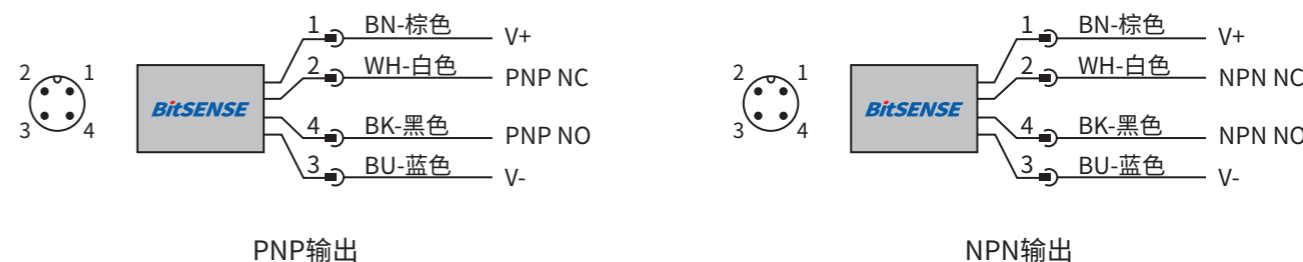 1 BN-棕色 V+
2 WH-白色 PNP NC
2 1
3 4
BitSENSE
4 BK-黑色 PNP NO
3 BU-蓝色 V-
PNP输出
1 BN-棕色 V+
2 WH-白色 NPN NC
2 1
3 4
BitSENSE
4 BK-黑色 NPN NO
3 BU-蓝色 V-
NPN输出